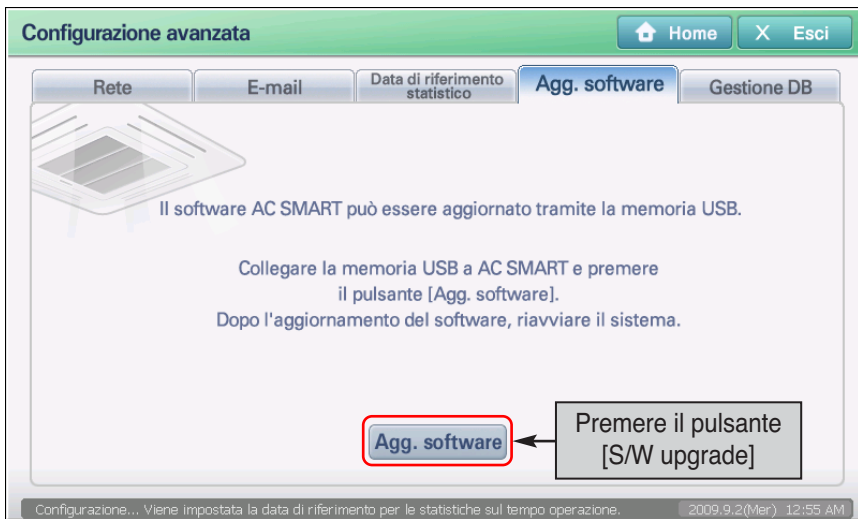 Configurazione avanzata
Home
X Esci
Rete
E-mail
Data di riferimento
statistico
Agg. software
Gestione DB
Il software AC SMART può essere aggiornato tramite la memoria USB.
Collegare la memoria USB a AC SMART e premere
il pulsante [Agg. software].
Dopo l'aggiornamento del software, riavviare il sistema.
Agg. software
Premere il pulsante
[S/W upgrade]
Configurazione... Viene impostata la data di riferimento per le statistiche sul tempo operazione.
2009.9.2(Mer) 12:55 AM